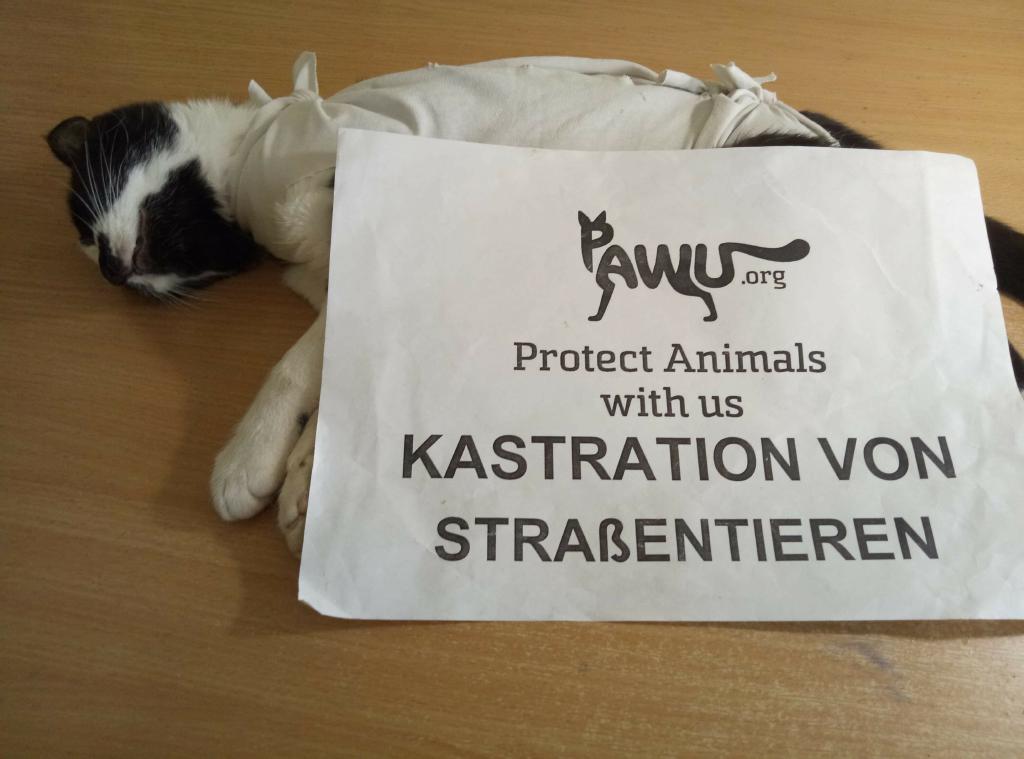 PAWU.org
Protect Animals
with us
KASTRATION VON
STRAßENTIEREN